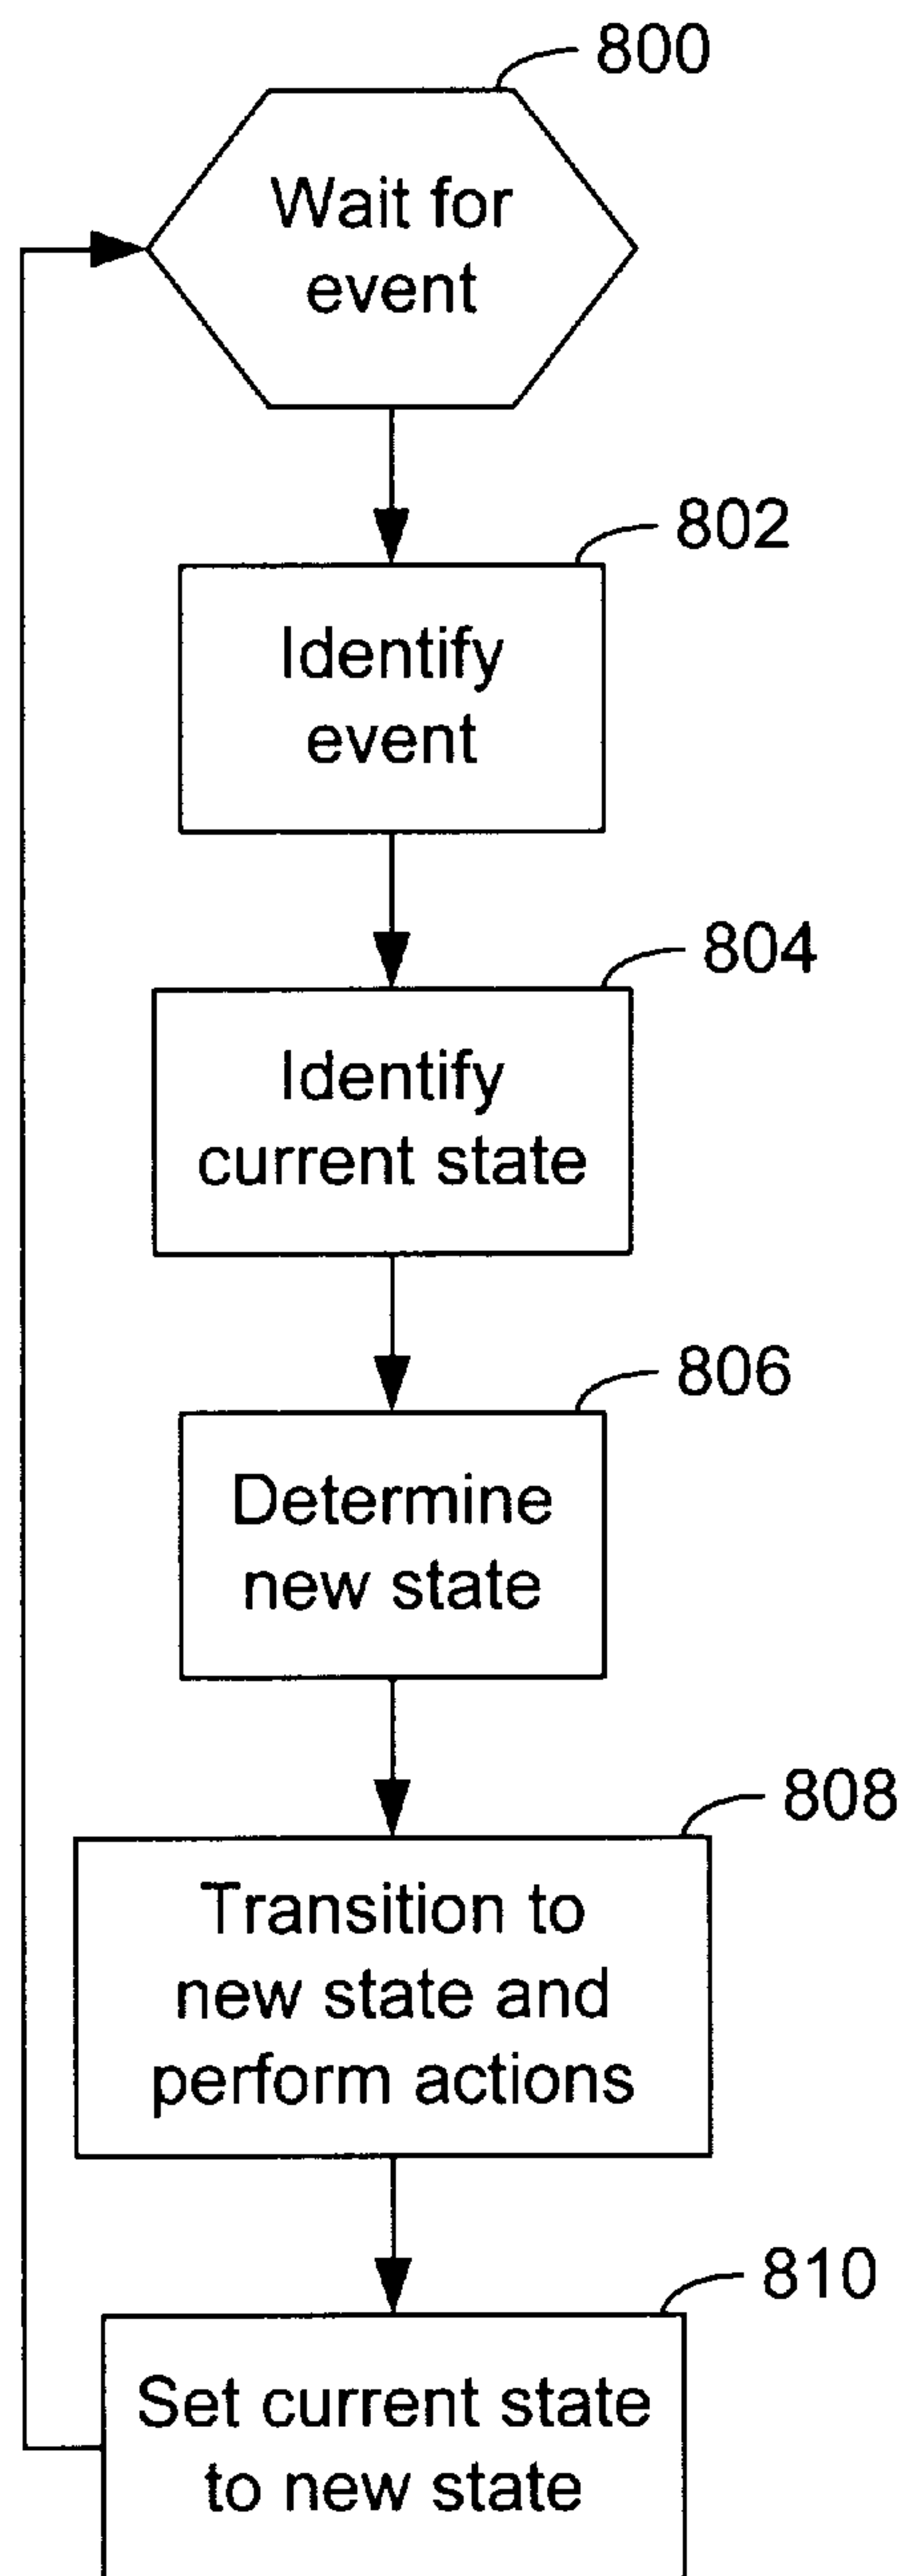 800
Wait for
event
802
Identify
event
804
Identify
current state
806
Determine
new state
808
Transition to
new state and
perform actions
810
Set current state
to new state